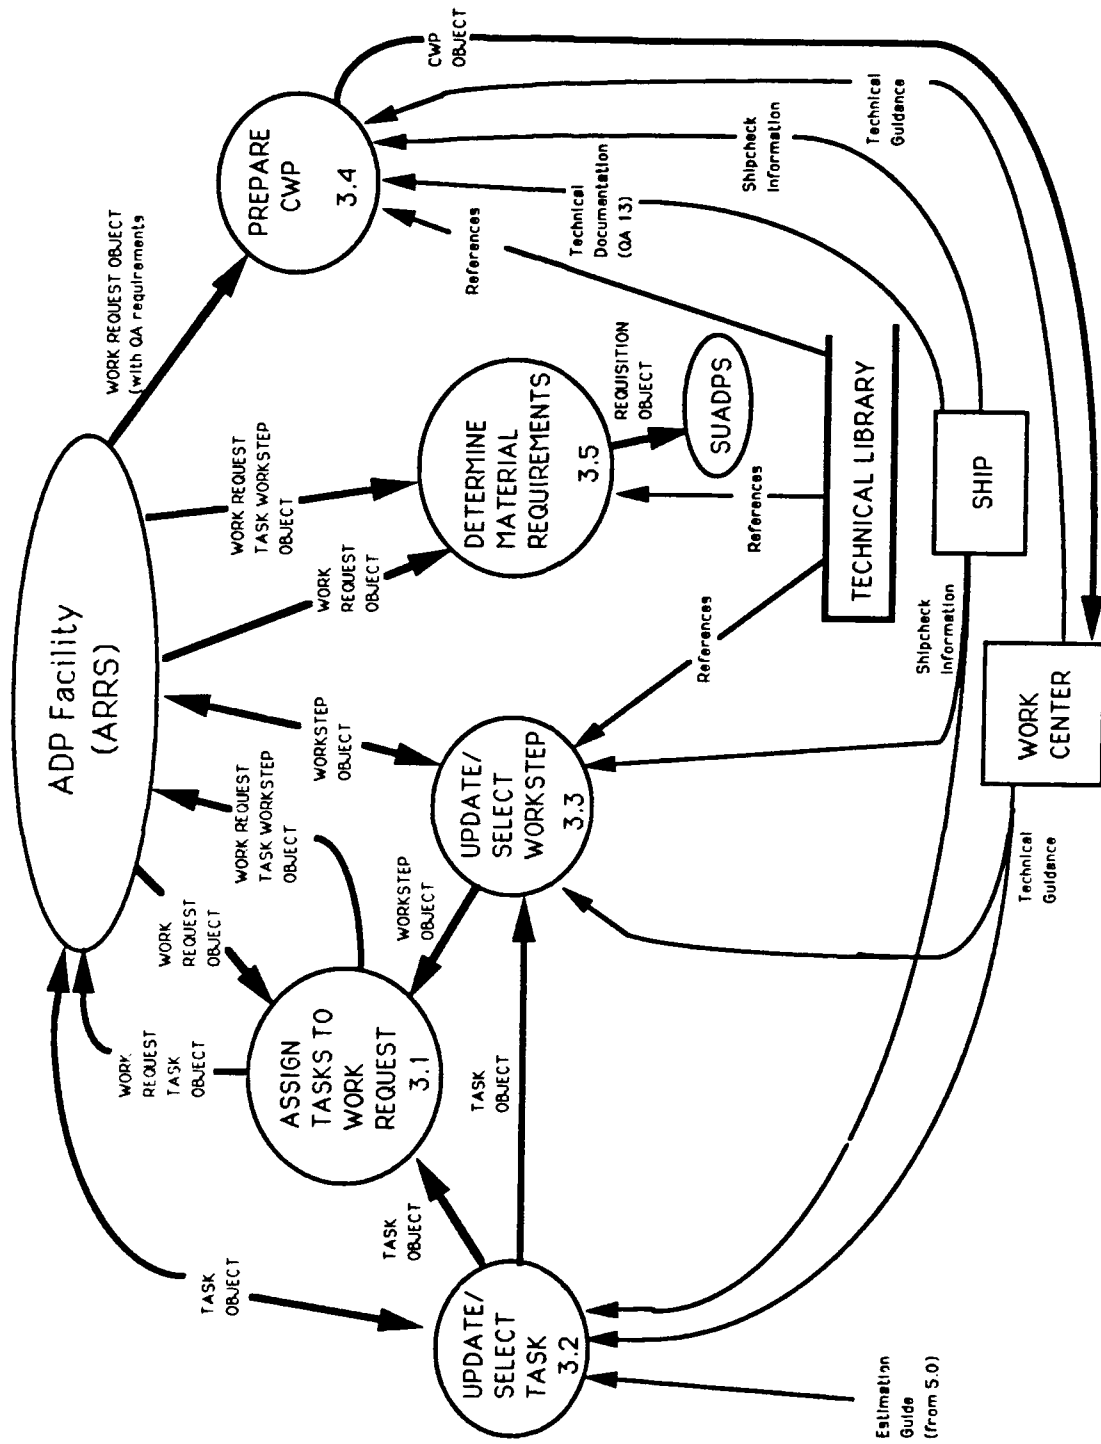 ADP Facility
(ARRS)
TASK
OBJECT
WORK
REQUEST
TASK
OBJECT
WORK
REQUEST
OBJECT
WORK REQUEST
TASK WORKSTEP
OBJECT
WORKSTEP
OBJECT
WORK
REQUEST
OBJECT
WORK REQUEST
TASK WORKSTEP
OBJECT
WORK REQUEST OBJECT
(with QA requirements
ASSIGN
TASKS TO
WORK
REQUEST
3.1
PREPARE
CWP
3.4
CWP
OBJECT
TASK
OBJECT
WORKSTEP
OBJECT
UPDATE/
SELECT
TASK
3.2
TASK
OBJECT
UPDATE/
SELECT
WORKSTEP
3.3
DETERMINE
MATERIAL
REQUIREMENTS
3.5
REQUISITION
OBJECT
SUADPS
References
References
References
Technical
Documentation
(QA 13)
Shipcheck
Information
Technical
Guidance
TECHNICAL LIBRARY
SHIP
Shipcheck
Information
WORK
CENTER
Technical
Guidance
Estimation
Guide
(from 5.0)